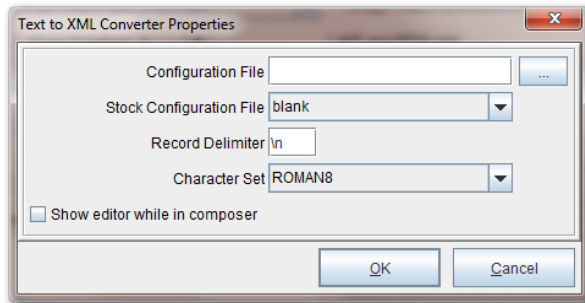 Text to XML Converter Properties
Configuration File
...
Stock Configuration File blank
Record Delimiter \n
Character Set ROMAN8
Show editor while in composer
OK Cancel